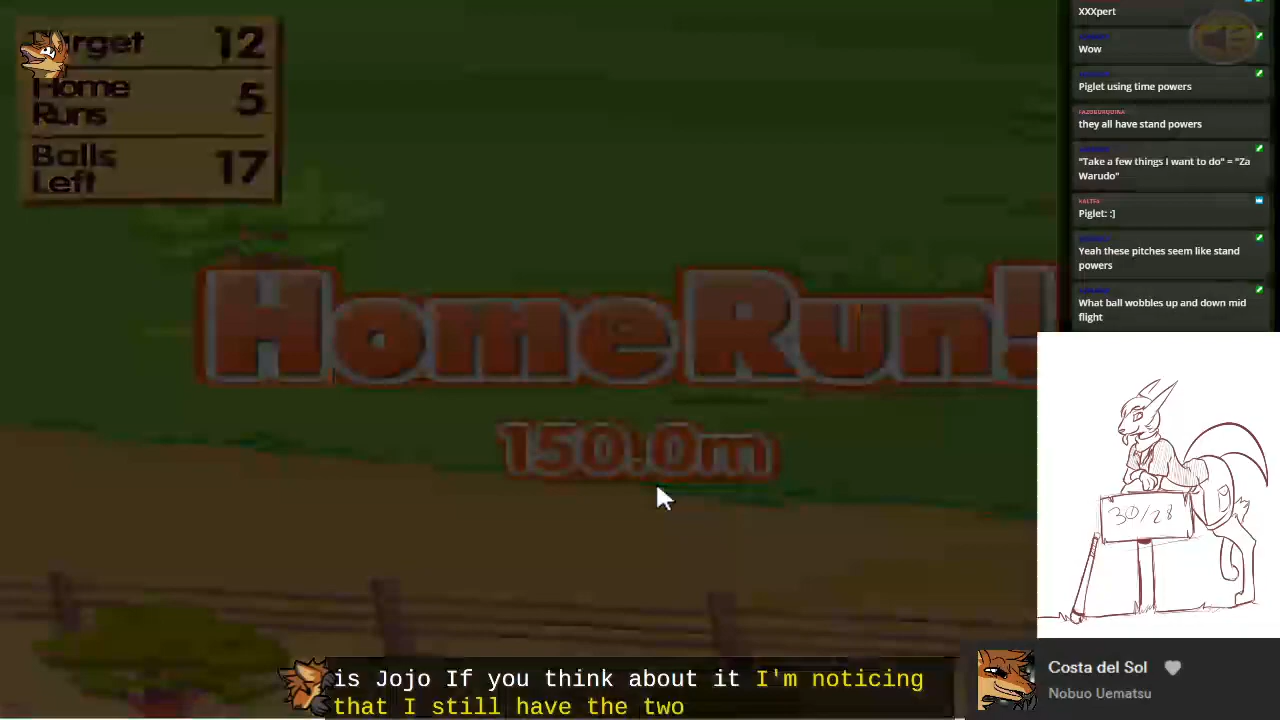 Target 12
Home Runs 5
Balls Left 17
HomeRun!
150.0m
XXXpert
Wow
Piglet using time powers
they all have stand powers
"Take a few things I want to do" = "Za
Warudo"
Piglet: :]
Yeah these pitches seem like stand
powers
What ball wobbles up and down mid
flight
30/28
is Jojo If you think about it I'm noticing
that I still have the two
Costa del Sol
Nobuo Uematsu